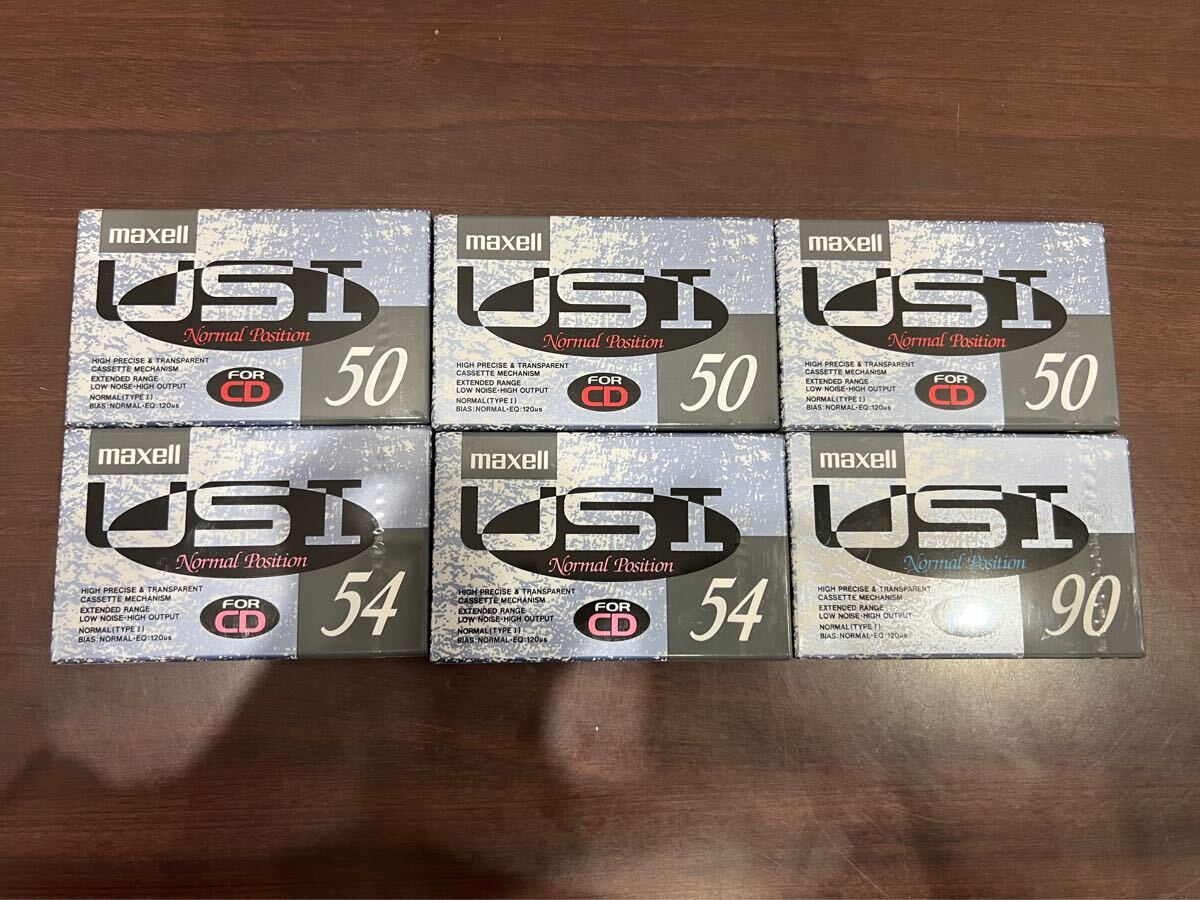 maxell
USI
Normal Position
HIGH PRECISE & TRANSPARENT
CASSETTE MECHANISM
EXTENDED RANGE
LOW NOISE・HIGH OUTPUT
NORMAL(TYPE I)
BIAS:NORMAL・EQ:120μs
FOR
CD
50
maxell
USI
Normal Position
HIGH PRECISE & TRANSPARENT
CASSETTE MECHANISM
EXTENDED RANGE
LOW NOISE・HIGH OUTPUT
NORMAL(TYPE I)
BIAS:NORMAL・EQ:120μs
FOR
CD
50
maxell
USI
Normal Position
HIGH PRECISE & TRANSPARENT
CASSETTE MECHANISM
EXTENDED RANGE
LOW NOISE・HIGH OUTPUT
NORMAL(TYPE I)
BIAS:NORMAL・EQ:120μs
FOR
CD
50
maxell
USI
Normal Position
HIGH PRECISE & TRANSPARENT
CASSETTE MECHANISM
EXTENDED RANGE
LOW NOISE・HIGH OUTPUT
NORMAL(TYPE I)
BIAS:NORMAL・EQ:120μs
FOR
CD
54
maxell
USI
Normal Position
HIGH PRECISE & TRANSPARENT
CASSETTE MECHANISM
EXTENDED RANGE
LOW NOISE・HIGH OUTPUT
NORMAL(TYPE I)
BIAS:NORMAL・EQ:120μs
FOR
CD
54
maxell
USI
Normal Position
HIGH PRECISE & TRANSPARENT
CASSETTE MECHANISM
EXTENDED RANGE
LOW NOISE・HIGH OUTPUT
NORMAL(TYPE I)
BIAS:NORMAL・EQ:120μs
90